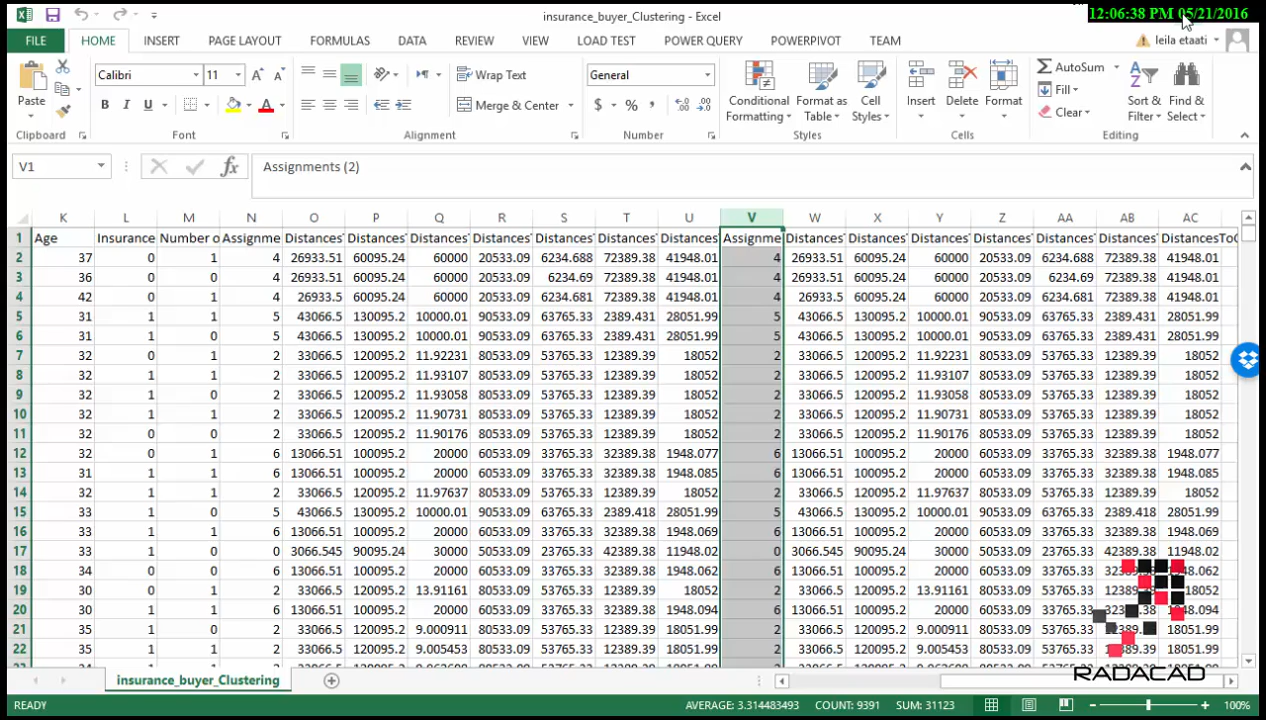 12:06:38 PM 05/21/2016
insurance_buyer_Clustering - Excel
FILE HOME INSERT PAGE LAYOUT FORMULAS DATA REVIEW VIEW LOAD TEST POWER QUERY POWERPIVOT TEAM leila etaati
Paste Calibri 11 Wrap Text General Conditional Formatting Format as Table Cell Styles Insert Delete Format AutoSum Sort & Filter Find & Select
B I U Merge & Center $ % Fill
Clear
Clipboard Font Alignment Number Styles Cells Editing
V1 fx Assignments (2)
K L M N O P Q R S T U V W X Y Z AA AB AC
1 Age Insurance Number o Assignme Distances Distances Distances Distances Distances Distances Distances Assignme Distances Distances Distances Distances Distances Distances DistancesToC
2 37 0 1 4 26933.51 60095.24 60000 20533.09 6234.688 72389.38 41948.01 4 26933.51 60095.24 60000 20533.09 6234.688 72389.38 41948.01
3 36 0 0 4 26933.51 60095.24 60000 20533.09 6234.69 72389.38 41948.01 4 26933.51 60095.24 60000 20533.09 6234.69 72389.38 41948.01
4 42 0 1 4 26933.5 60095.24 60000 20533.09 6234.681 72389.38 41948.01 4 26933.5 60095.24 60000 20533.09 6234.681 72389.38 41948.01
5 31 1 1 5 43066.5 130095.2 10000.01 90533.09 63765.33 2389.431 28051.99 5 43066.5 130095.2 10000.01 90533.09 63765.33 2389.431 28051.99
6 31 1 0 5 43066.5 130095.2 10000.01 90533.09 63765.33 2389.431 28051.99 5 43066.5 130095.2 10000.01 90533.09 63765.33 2389.431 28051.99
7 32 0 1 2 33066.5 120095.2 11.92231 80533.09 53765.33 12389.39 18052 2 33066.5 120095.2 11.92231 80533.09 53765.33 12389.39 18052
8 32 1 1 2 33066.5 120095.2 11.93107 80533.09 53765.33 12389.39 18052 2 33066.5 120095.2 11.93107 80533.09 53765.33 12389.39 18052
9 32 1 0 2 33066.5 120095.2 11.93058 80533.09 53765.33 12389.39 18052 2 33066.5 120095.2 11.93058 80533.09 53765.33 12389.39 18052
10 32 1 1 2 33066.5 120095.2 11.90731 80533.09 53765.33 12389.39 18052 2 33066.5 120095.2 11.90731 80533.09 53765.33 12389.39 18052
11 32 0 0 2 33066.5 120095.2 11.90176 80533.09 53765.33 12389.39 18052 2 33066.5 120095.2 11.90176 80533.09 53765.33 12389.39 18052
12 32 0 1 6 13066.51 100095.2 20000 60533.09 33765.33 32389.38 1948.077 6 13066.51 100095.2 20000 60533.09 33765.33 32389.38 1948.077
13 31 1 1 6 13066.51 100095.2 20000 60533.09 33765.33 32389.38 1948.085 6 13066.51 100095.2 20000 60533.09 33765.33 32389.38 1948.085
14 32 1 1 2 33066.5 120095.2 11.97637 80533.09 53765.33 12389.39 18052 2 33066.5 120095.2 11.97637 80533.09 53765.33 12389.39 18052
15 33 1 0 5 43066.5 130095.2 10000.01 90533.09 63765.33 2389.418 28051.99 5 43066.5 130095.2 10000.01 90533.09 63765.33 2389.418 28051.99
16 33 1 1 6 13066.51 100095.2 20000 60533.09 33765.33 32389.38 1948.069 6 13066.51 100095.2 20000 60533.09 33765.33 32389.38 1948.069
17 33 1 0 0 3066.545 90095.24 30000 50533.09 23765.33 42389.38 11948.02 0 3066.545 90095.24 30000 50533.09 23765.33 42389.38 11948.02
18 34 0 1 6 13066.51 100095.2 20000 60533.09 33765.33 32389.38 1948.062 6 13066.51 100095.2 20000 60533.09 33765.33
19 30 0 1 2 33066.5 120095.2 13.91161 80533.09 53765.33 12389.39 18052 2 33066.5 120095.2 13.91161 80533.09 53765.33
20 30 1 1 6 13066.51 100095.2 20000 60533.09 33765.33 32389.38 1948.094 6 13066.51 100095.2 20000 60533.09 33765.33
21 35 1 0 2 33066.5 120095.2 9.000911 80533.09 53765.33 12389.39 18051.99 2 33066.5 120095.2 9.000911 80533.09 53765.33 18051.99
22 35 1 1 2 33066.5 120095.2 9.005453 80533.09 53765.33 12389.39 18051.99 2 33066.5 120095.2 9.005453 80533.09 53765.33 18051.99
RADACAD
insurance_buyer_Clustering
READY AVERAGE: 3.314483493 COUNT: 9391 SUM: 31123 100%